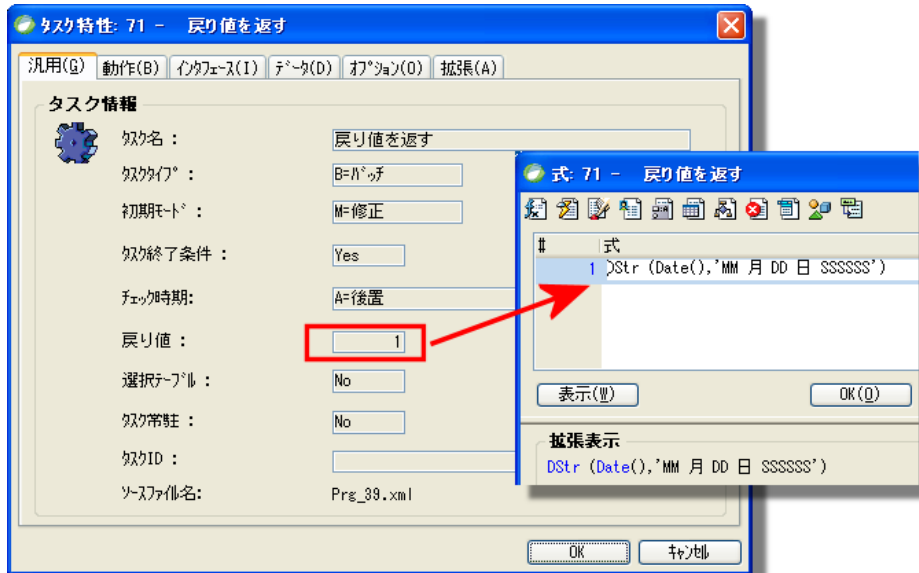 タスク特性: 71 - 戻り値を返す
汎用(G) 動作(B) インタフェース(I) データ(D) オプション(O) 拡張(A)
タスク情報
タスク名 : 戻り値を返す
タスクタイプ : B=バッチ
初期モード : M=修正
タスク終了条件 : Yes
チェック時期: A=後置
戻り値 : 1
選択テーブル : No
タスク常駐 : No
タスクID :
ソースファイル名: Prg_39.xml
OK キャンセル
式: 71 - 戻り値を返す
# 式
1 DStr (Date(),'MM 月 DD 日 SSSSSS')
表示(W) OK(O)
拡張表示
DStr (Date(),'MM 月 DD 日 SSSSSS')